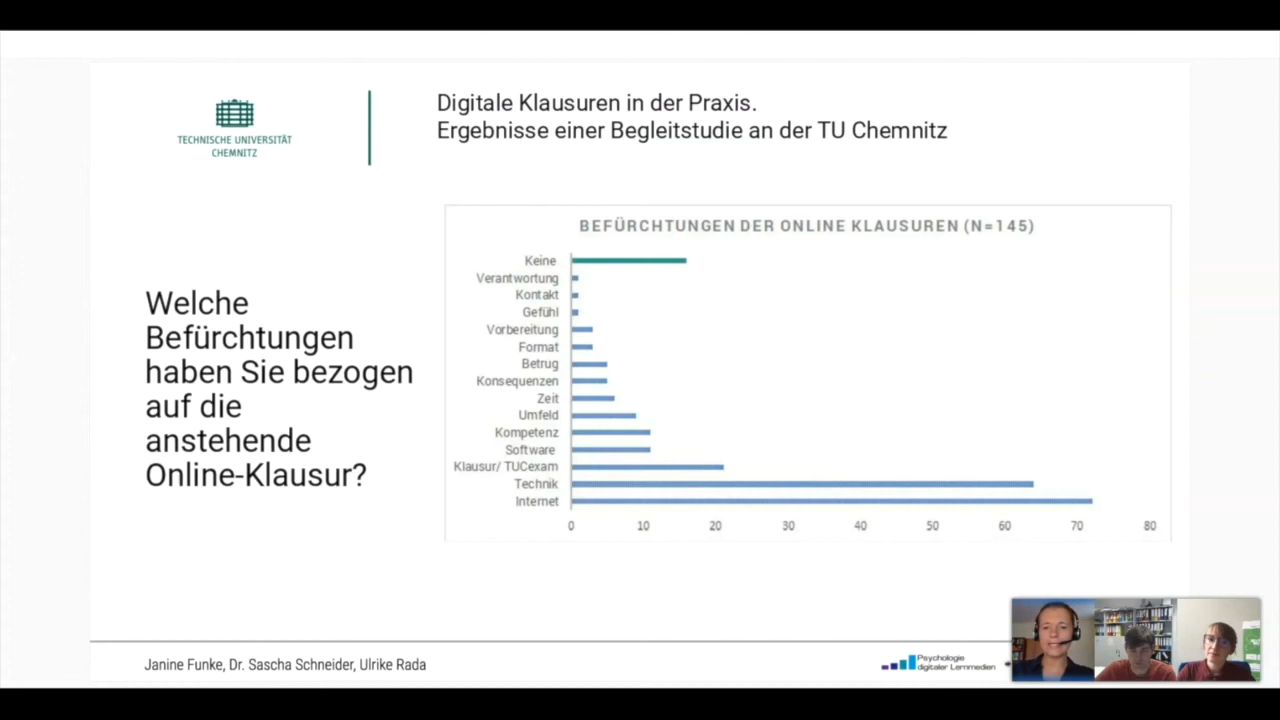 TECHNISCHE UNIVERSITÄT
CHEMNITZ
Digitale Klausuren in der Praxis.
Ergebnisse einer Begleitstudie an der TU Chemnitz
Welche
Befürchtungen
haben Sie bezogen
auf die
anstehende
Online-Klausur?
BEFÜRCHTUNGEN DER ONLINE KLAUSUREN (N=145)
Keine
Verantwortung
Kontakt
Gefühl
Vorbereitung
Format
Betrug
Konsequenzen
Zeit
Umfeld
Kompetenz
Software
Klausur/ TUCexam
Technik
Internet
0 10 20 30 40 50 60 70 80
Janine Funke, Dr. Sascha Schneider, Ulrike Rada
Psychologie
digitaler Lernmedien